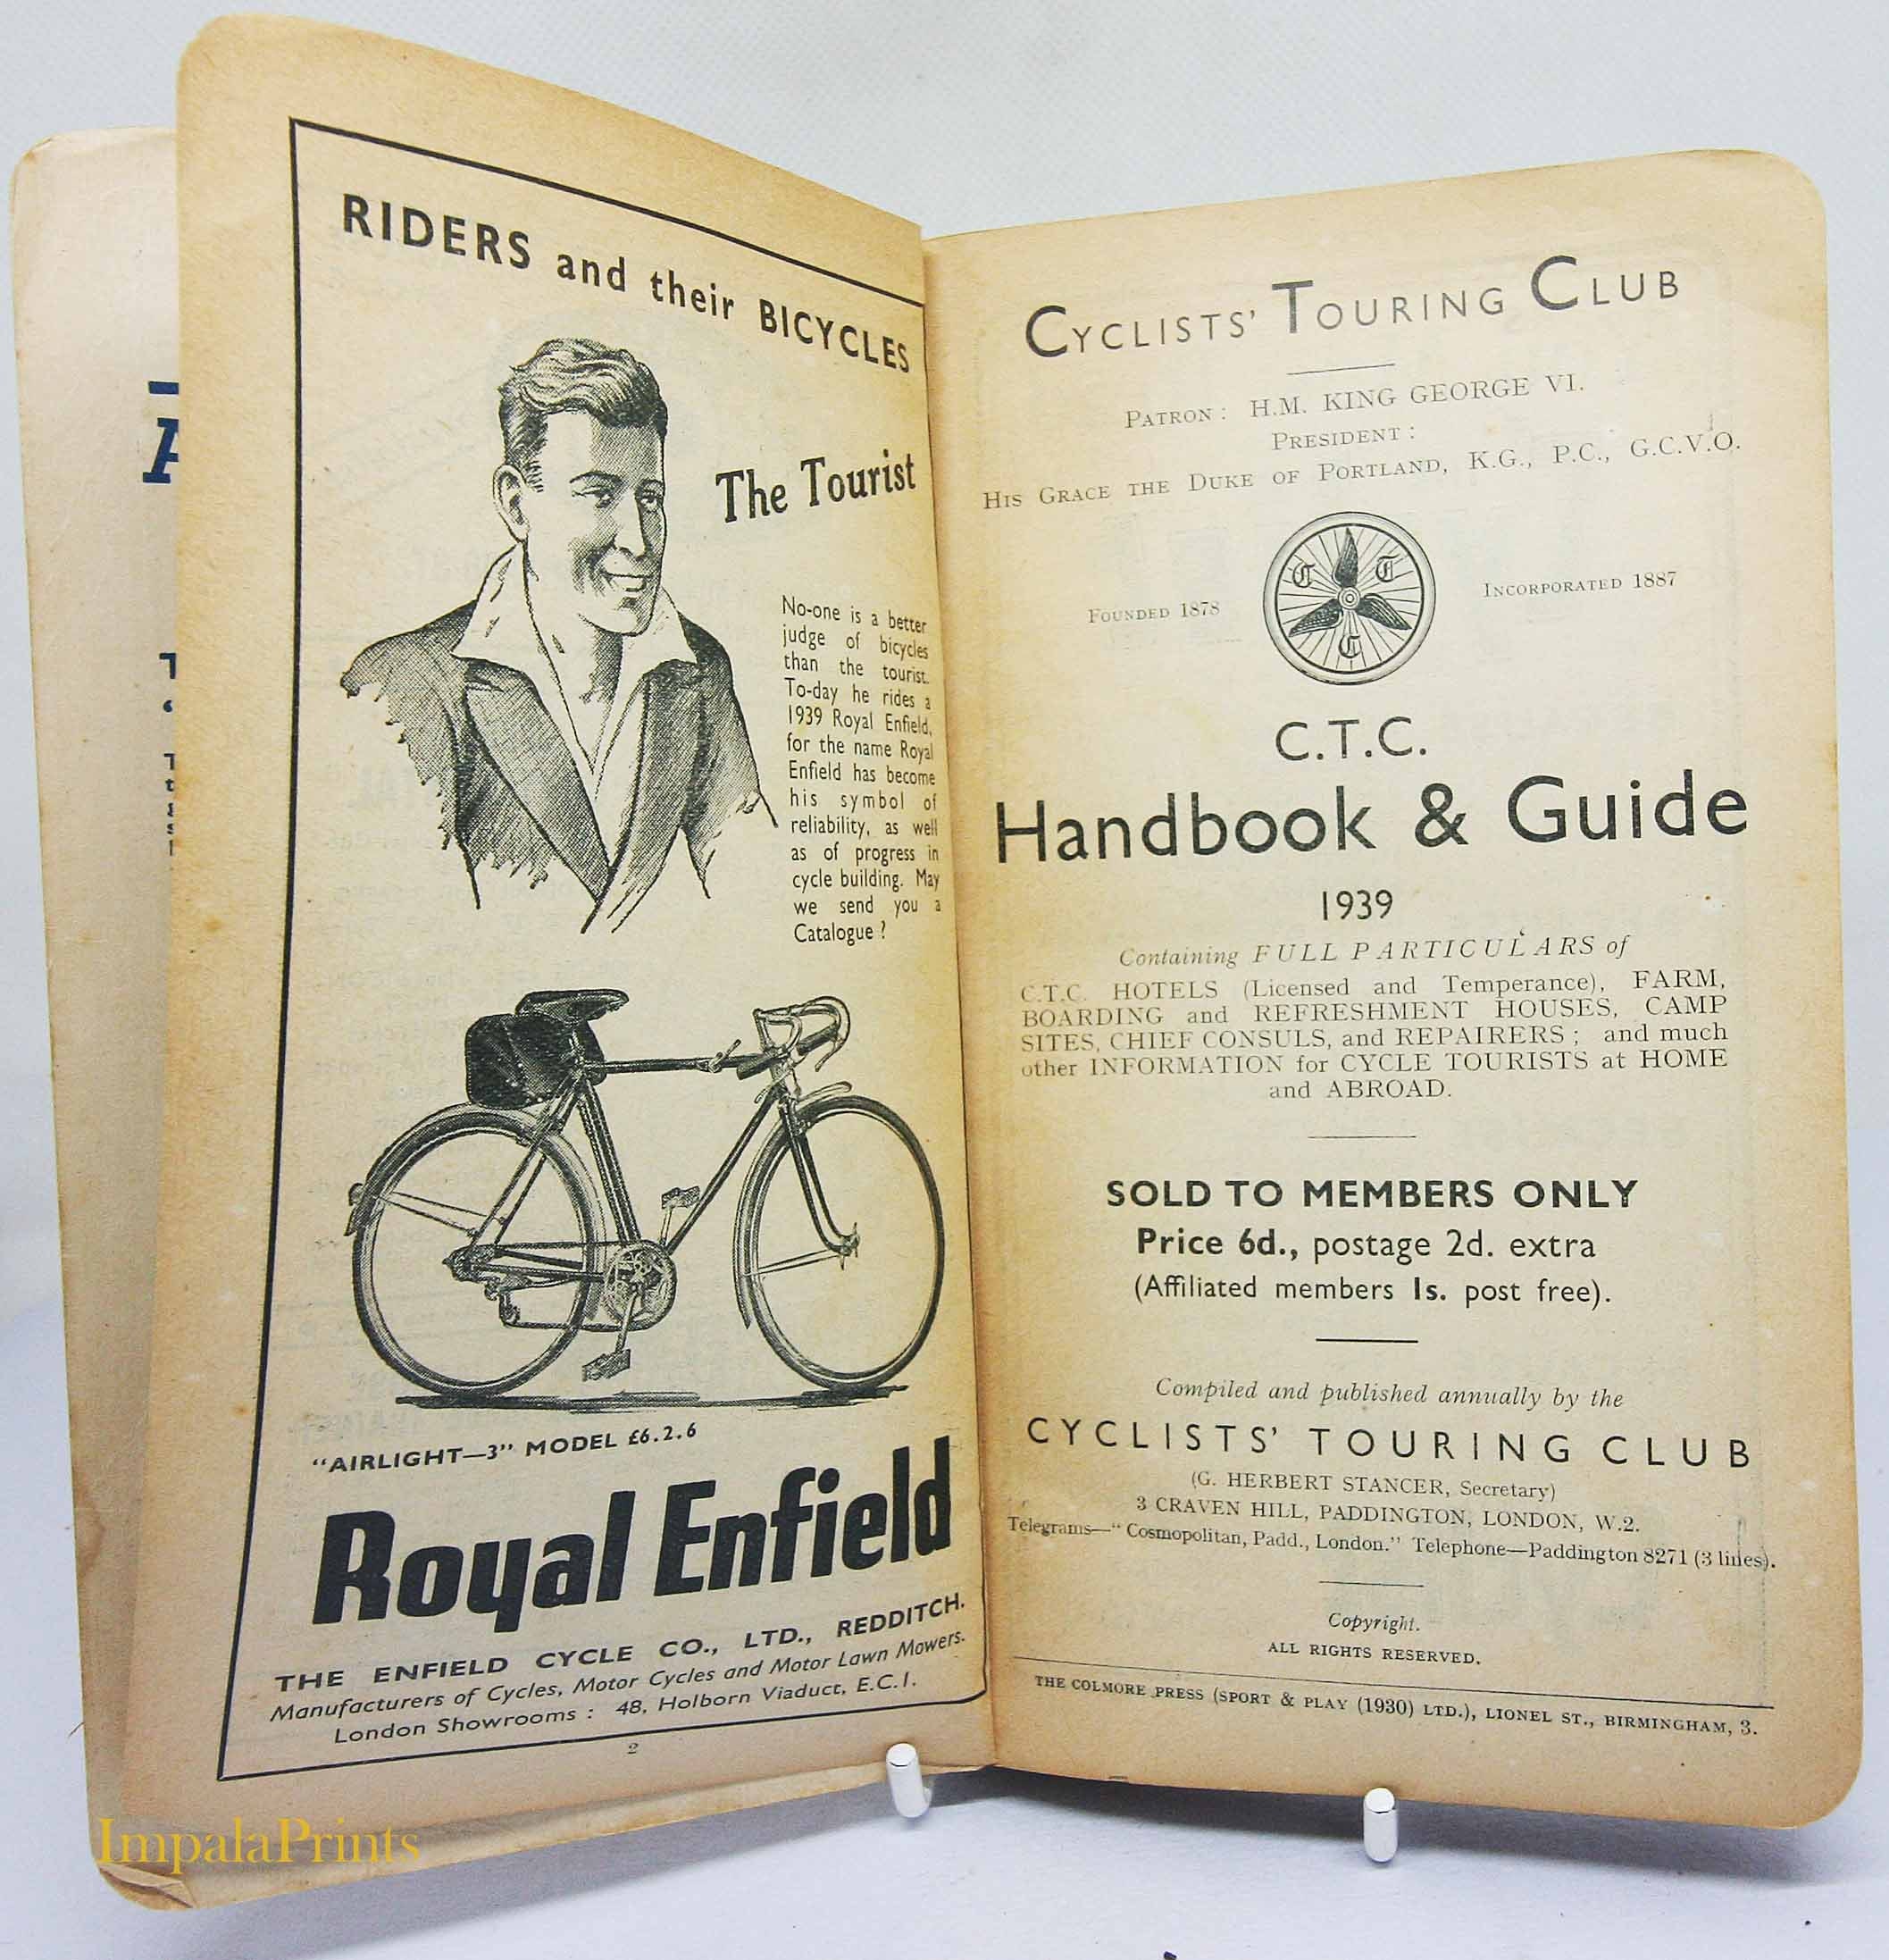 RIDERS and their BICYCLES
The Tourist
No-one is a better
judge of bicycles
than the tourist.
To-day he rides a
1939 Royal Enfield,
for the name Royal
Enfield has become
his symbol of
reliability, as well
as of progress in
cycle building. May
we send you a
Catalogue ?
"AIRLIGHT—3" MODEL £6.2.6
Royal Enfield
THE ENFIELD CYCLE CO., LTD., REDDITCH.
Manufacturers of Cycles, Motor Cycles and Motor Lawn Mowers.
London Showrooms : 48, Holborn Viaduct, E.C.1.
2
CYCLISTS' TOURING CLUB
PATRON : H.M. KING GEORGE VI.
PRESIDENT :
HIS GRACE THE DUKE OF PORTLAND, K.G., P.C., G.C.V.O.
FOUNDED 1878
C T C
INCORPORATED 1887
C.T.C.
Handbook & Guide
1939
Containing FULL PARTICULARS of
C.T.C. HOTELS (Licensed and Temperance), FARM,
BOARDING and REFRESHMENT HOUSES, CAMP
SITES, CHIEF CONSULS, and REPAIRERS ; and much
other INFORMATION for CYCLE TOURISTS at HOME
and ABROAD.
SOLD TO MEMBERS ONLY
Price 6d., postage 2d. extra
(Affiliated members 1s. post free).
Compiled and published annually by the
CYCLISTS' TOURING CLUB
(G. HERBERT STANCER, Secretary)
3 CRAVEN HILL, PADDINGTON, LONDON, W.2.
Telegrams—"Cosmopolitan, Padd., London." Telephone—Paddington 8271 (3 lines).
Copyright.
ALL RIGHTS RESERVED.
THE COLMORE PRESS (SPORT & PLAY (1930) LTD.), LIONEL ST., BIRMINGHAM, 3.
ImpalaPrints